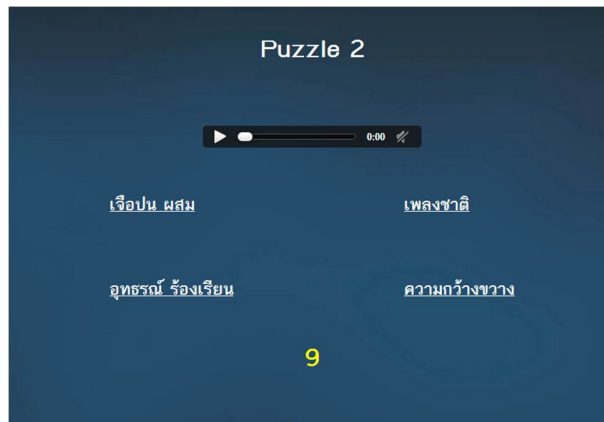 Puzzle 2
0:00
เจือปน ผสม
เพลงชาติ
อุทธรณ์ ร้องเรียน
ความกว้างขวาง
9